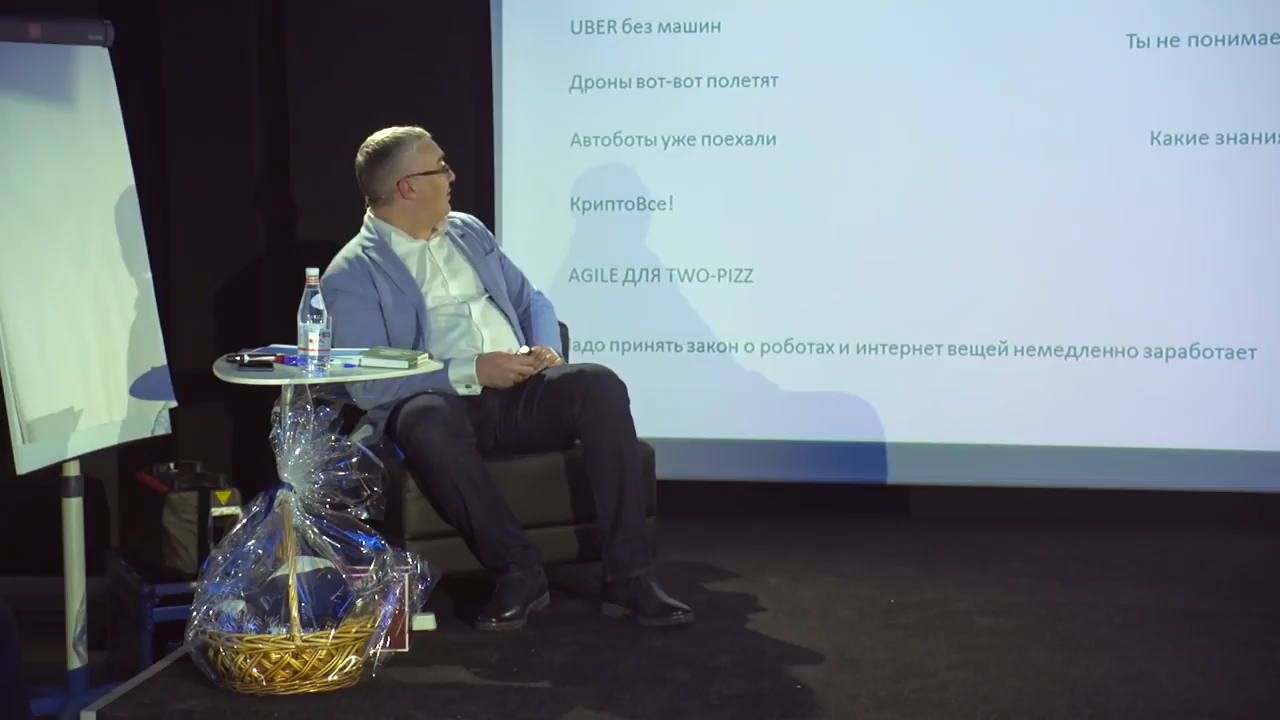 UBER без машин
Ты не понимае
Дроны вот-вот полетят
Автоботы уже поехали
Какие знания
КриптоВсе!
AGILE ДЛЯ TWO-PIZZ
адо принять закон о роботах и интернет вещей немедленно заработает